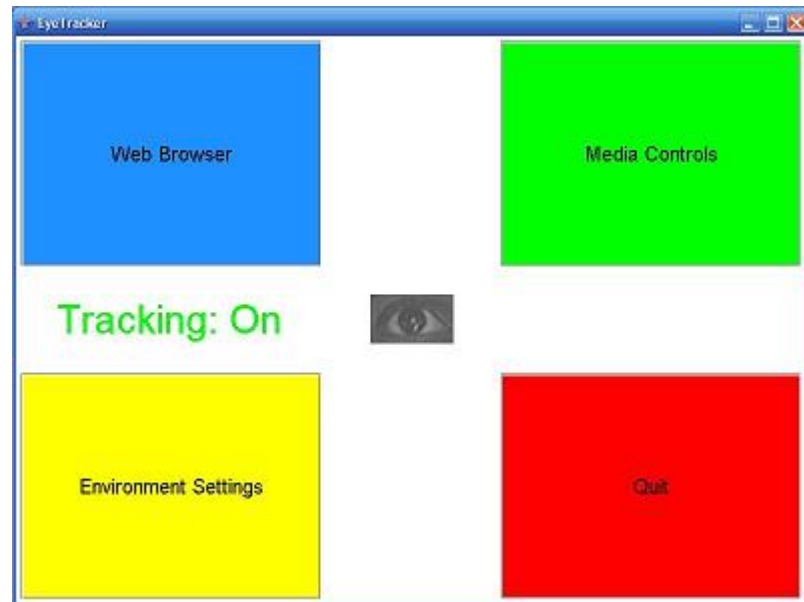 EyeTracker
Web Browser
Media Controls
Tracking: On
Environment Settings
Quit